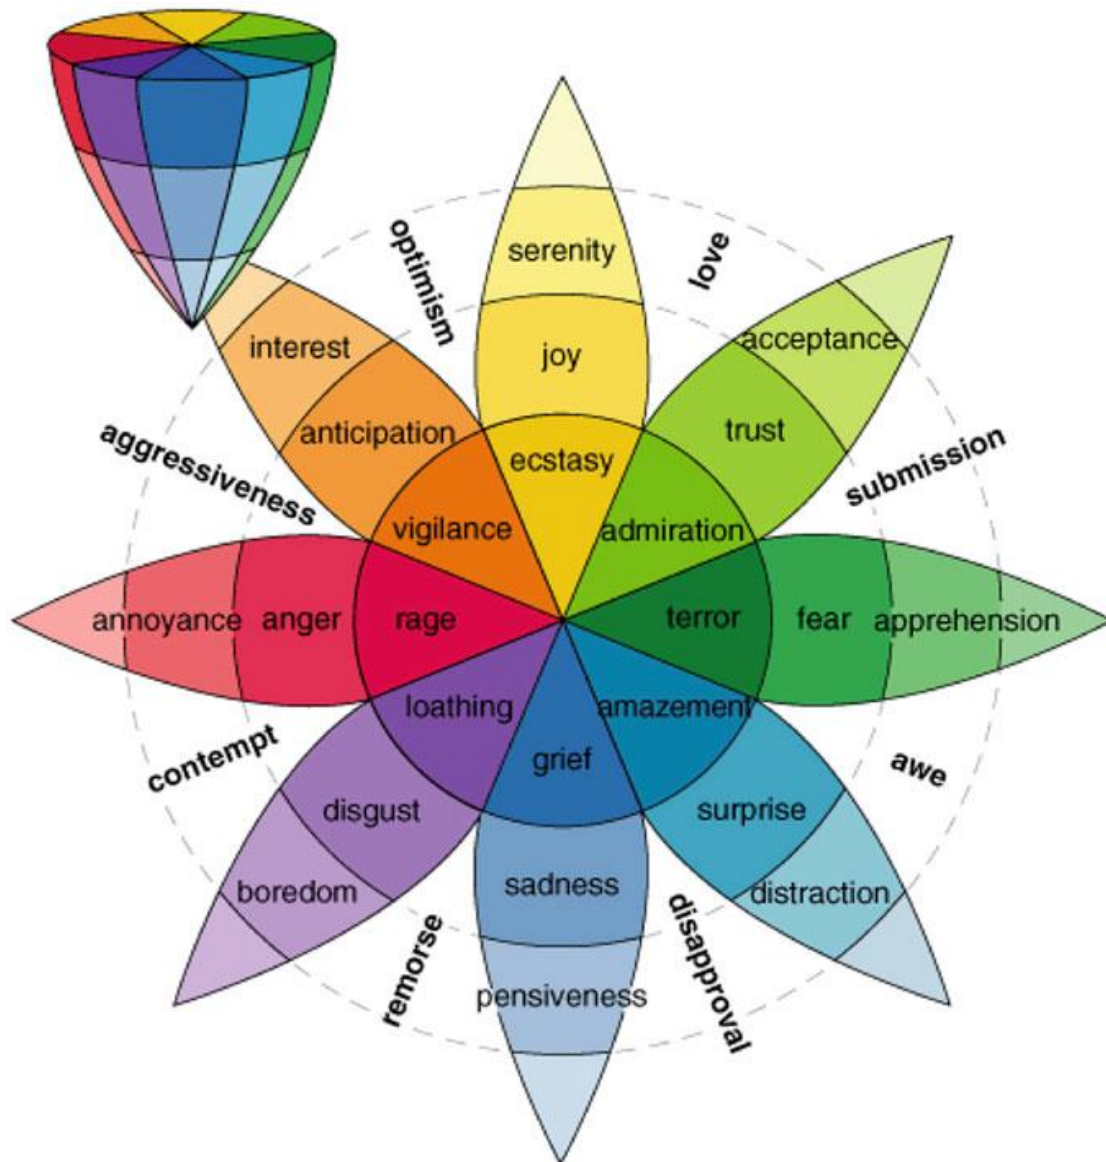 optimism
love
serenity
interest
acceptance
joy
anticipation
trust
aggressiveness
submission
ecstasy
vigilance
admiration
annoyance
anger
rage
terror
fear
apprehension
loathing
amazement
contempt
grief
awe
disgust
surprise
boredom
sadness
distraction
remorse
disapproval
pensiveness